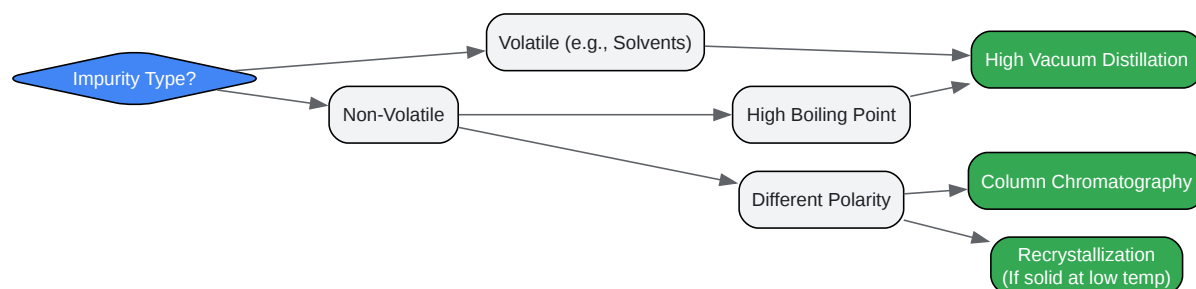 Impurity Type?
Volatile (e.g., Solvents)
Non-Volatile
High Boiling Point
Different Polarity
High Vacuum Distillation
Column Chromatography
Recrystallization
(If solid at low temp)